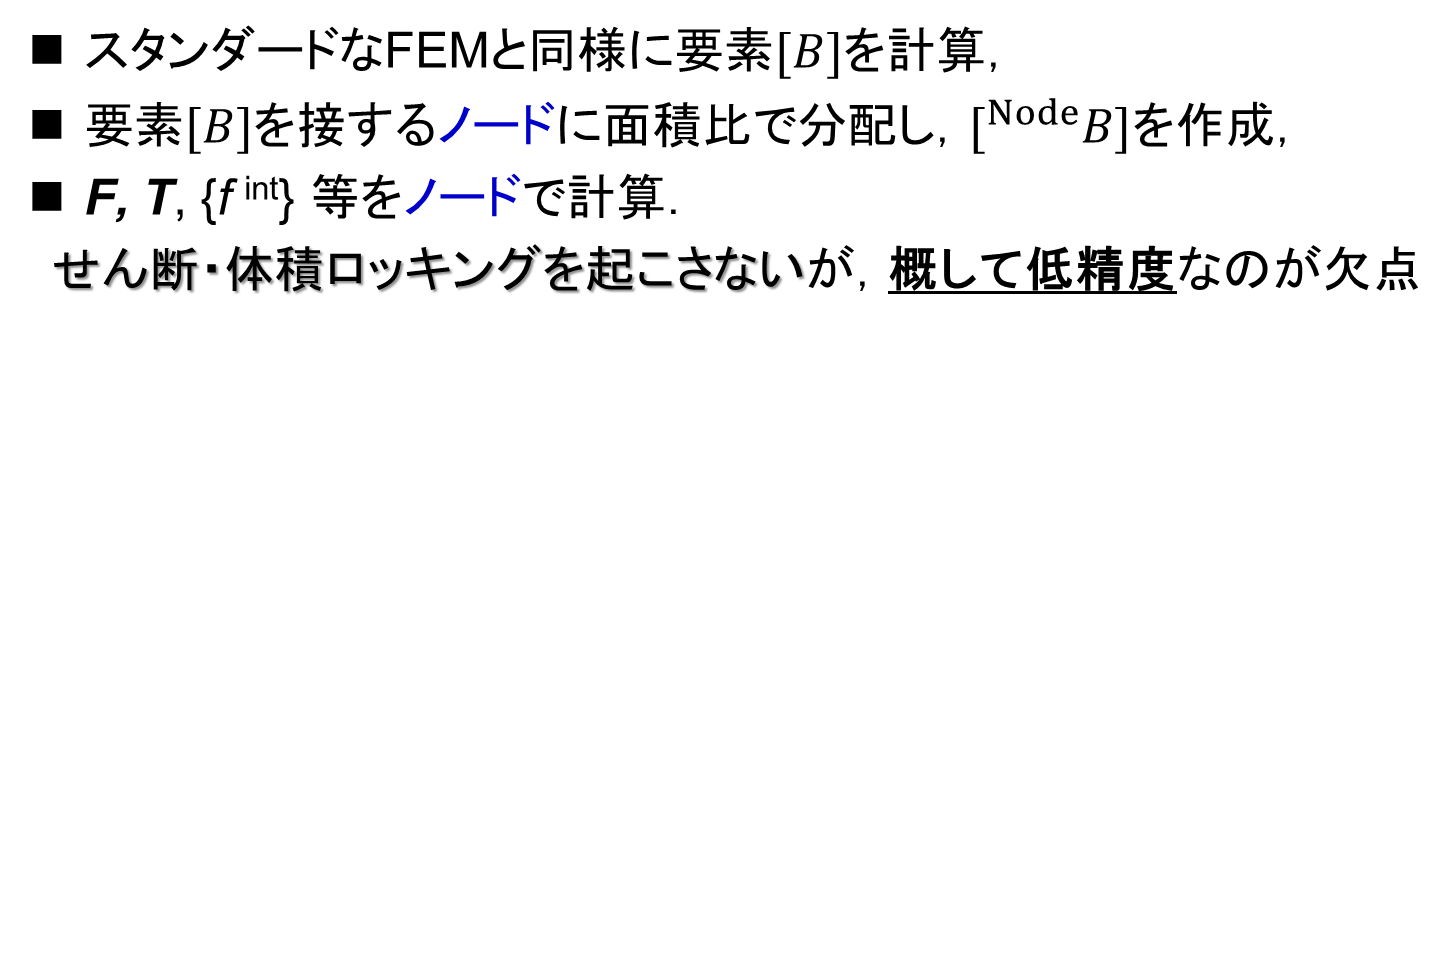 ■ スタンダードなFEMと同様に要素[B]を計算,
■ 要素[B]を接するノードに面積比で分配し, [ᴺᵒᵈᵉB]を作成,
■ F, T, {f int} 等をノードで計算.
せん断・体積ロッキングを起こさないが, 概して低精度なのが欠点